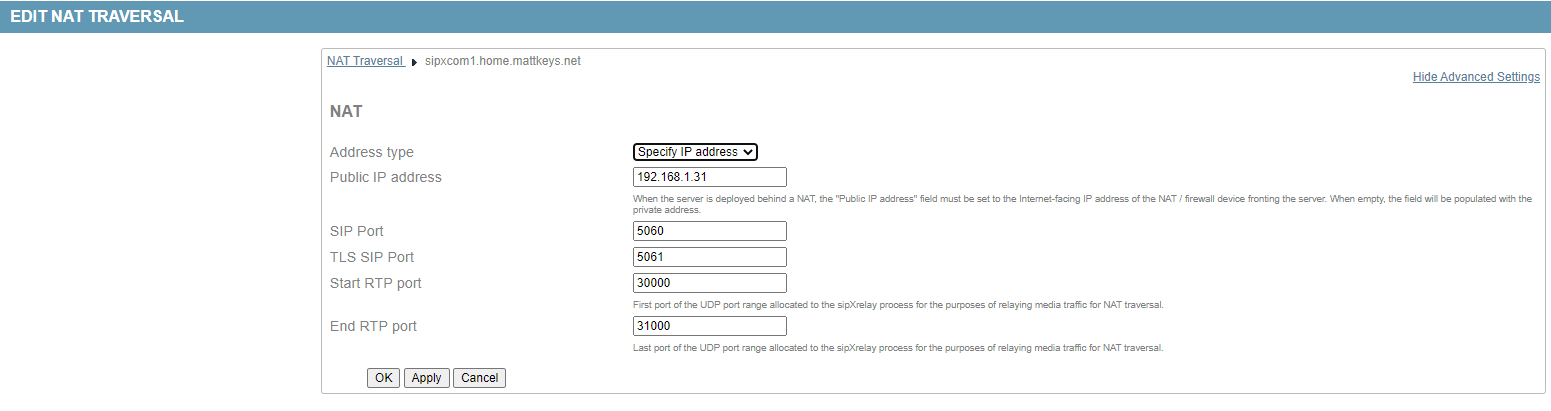 EDIT NAT TRAVERSAL
NAT Traversal sipxcom1.home.mattkeys.net
Hide Advanced Settings
NAT
Address type Specify IP address
Public IP address 192.168.1.31
When the server is deployed behind a NAT, the "Public IP address" field must be set to the Internet-facing IP address of the NAT / firewall device fronting the server. When empty, the field will be populated with the
private address.
SIP Port 5060
TLS SIP Port 5061
Start RTP port 30000
First port of the UDP port range allocated to the sipXrelay process for the purposes of relaying media traffic for NAT traversal.
End RTP port 31000
Last port of the UDP port range allocated to the sipXrelay process for the purposes of relaying media traffic for NAT traversal.
OK Apply Cancel